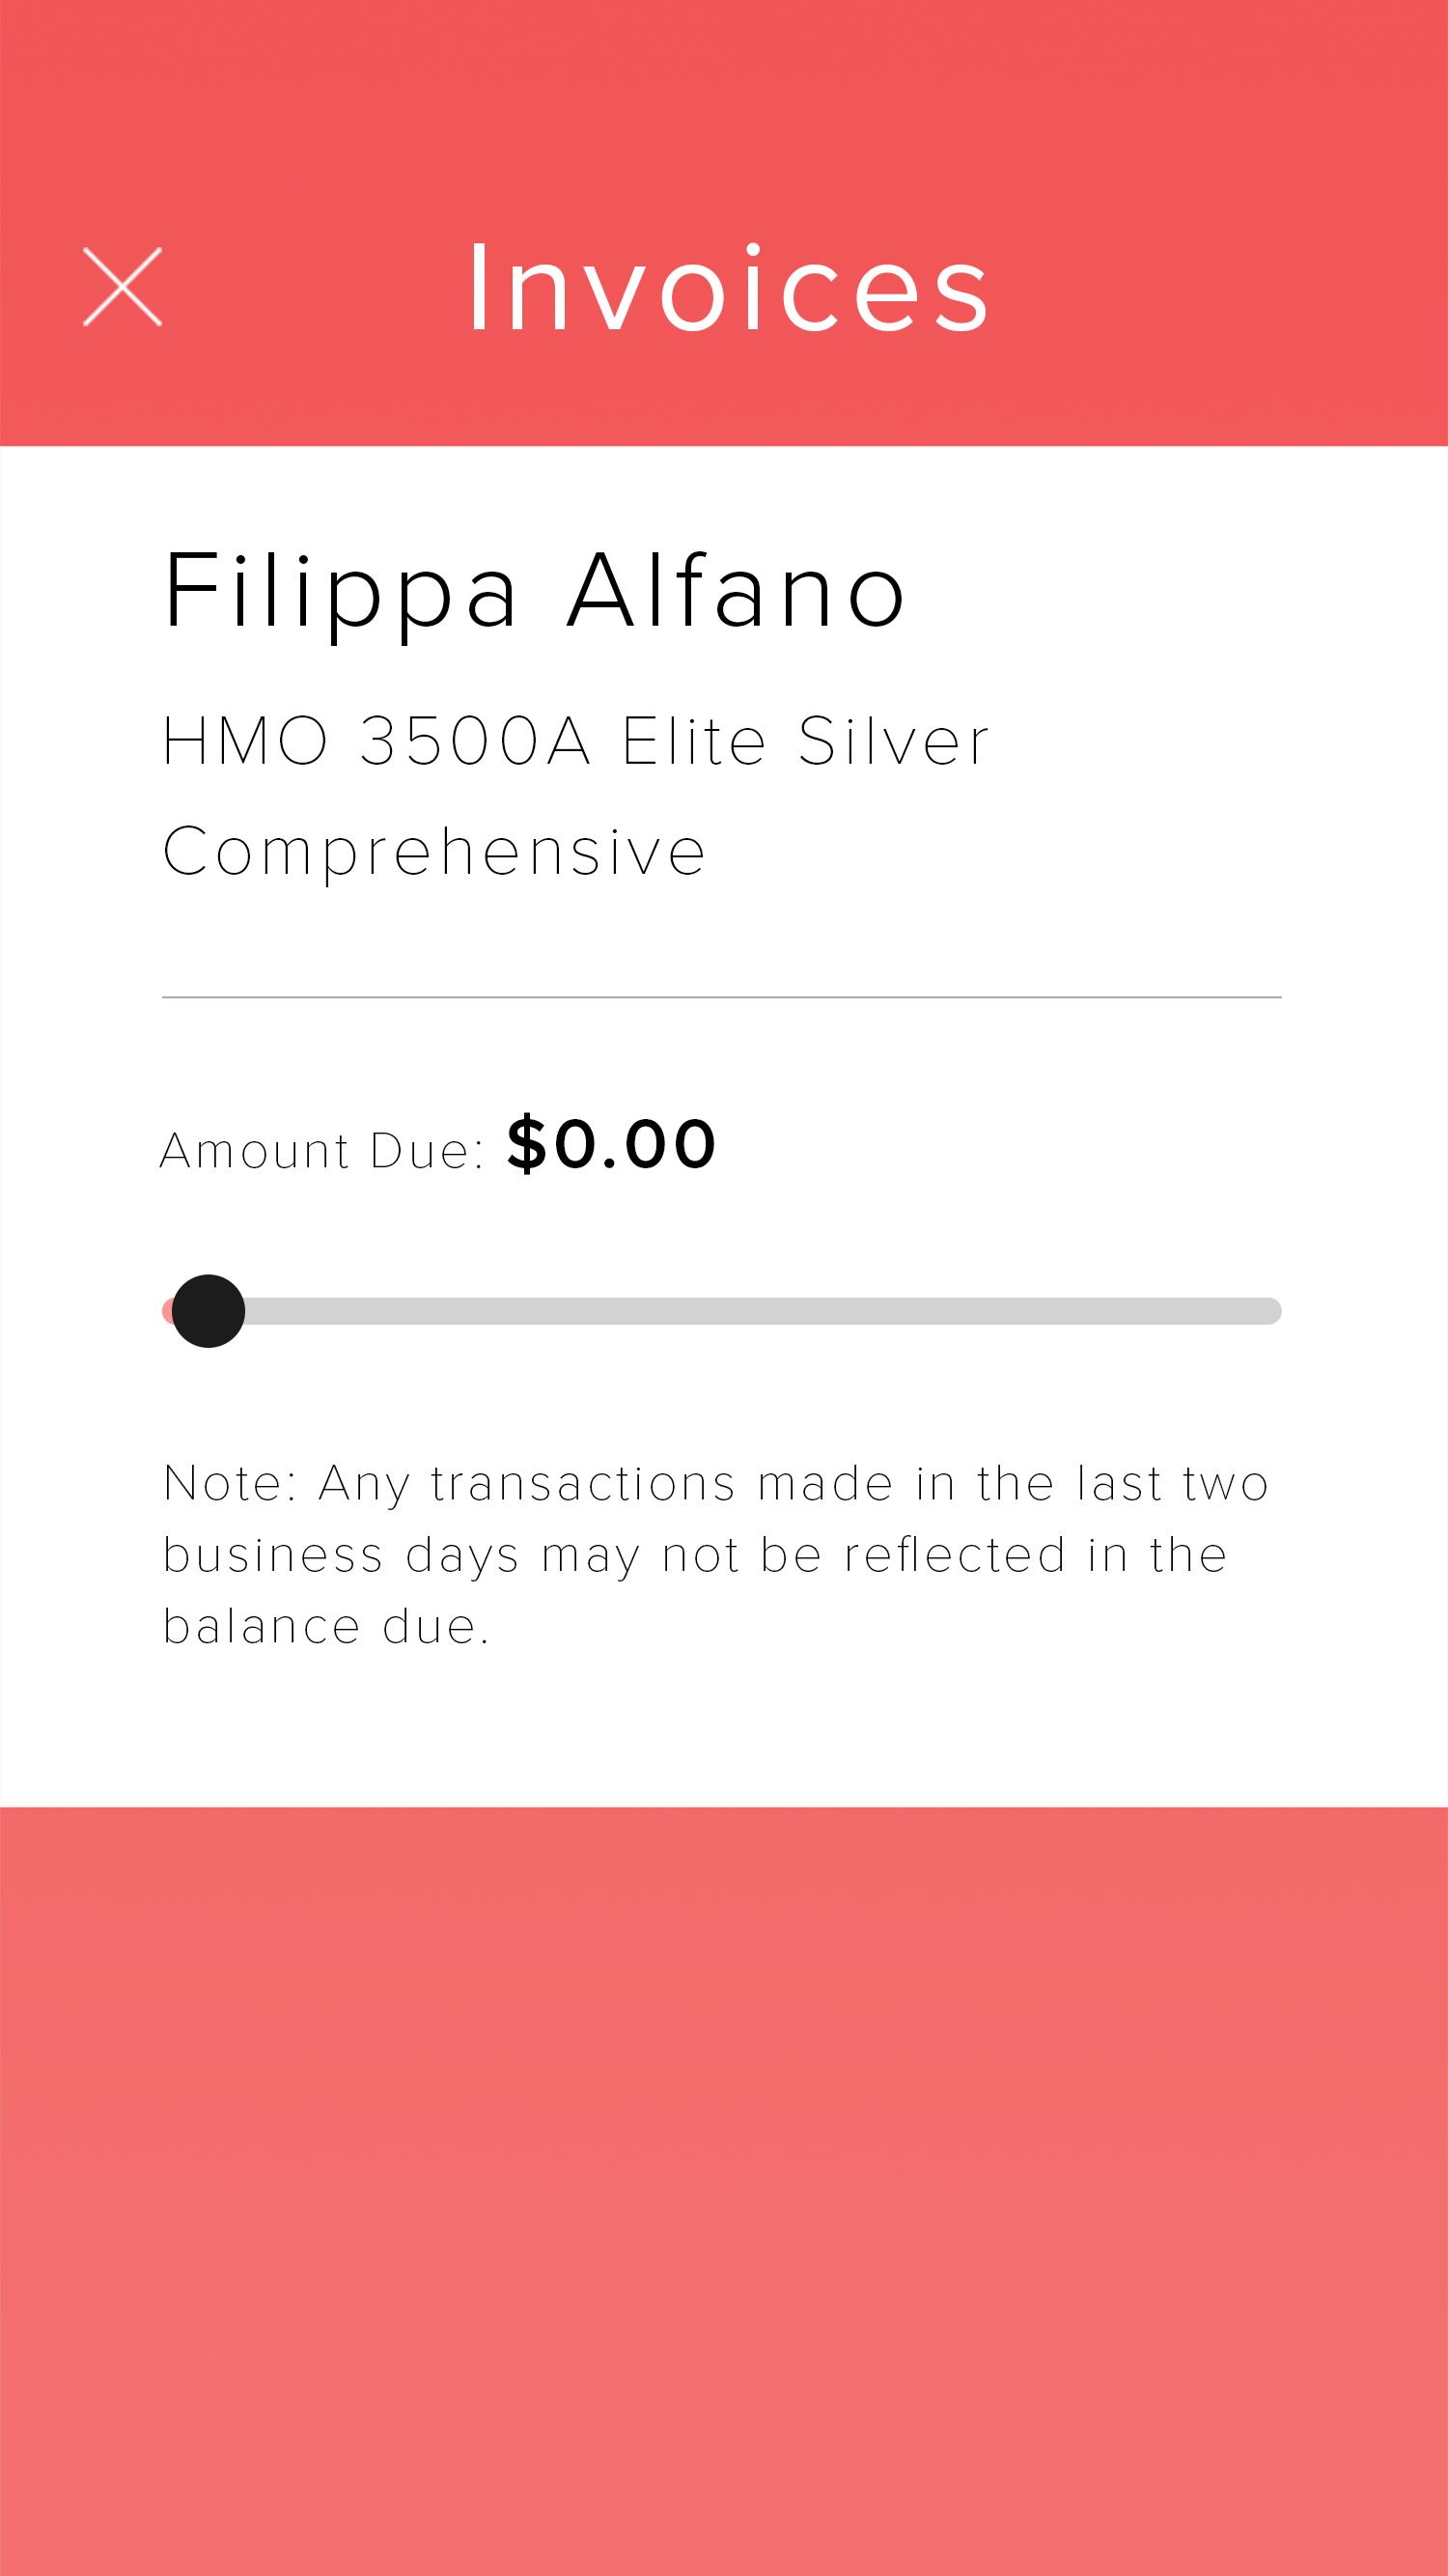 Invoices
Filippa Alfano
HMO 3500A Elite Silver
Comprehensive
Amount Due: $0.00
Note: Any transactions made in the last two
business days may not be reflected in the
balance due.